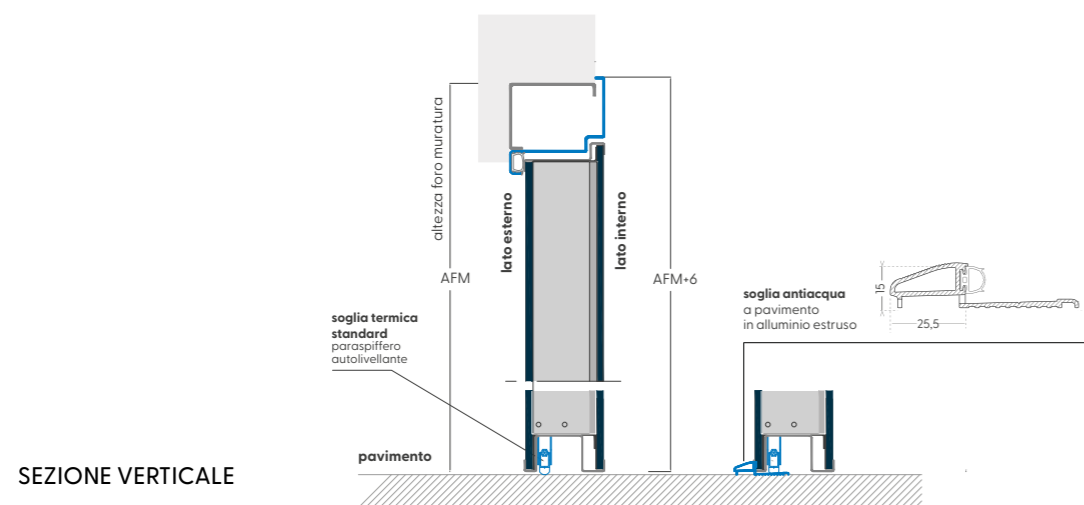 altezza foro muratura
lato esterno
lato interno
AFM
AFM+6
soglia termica
standard
paraspiffero
autolivellante
soglia antiacqua
a pavimento
in alluminio estruso
15
25,5
pavimento
SEZIONE VERTICALE